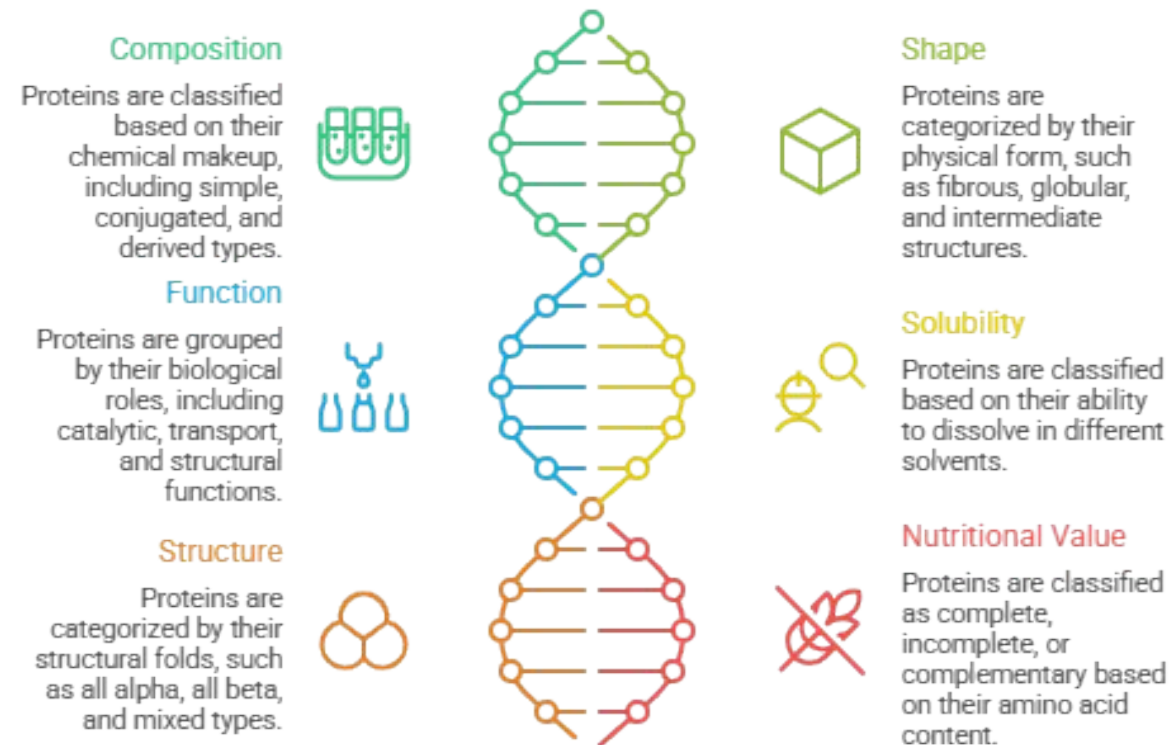 Composition
Proteins are classified
based on their
chemical makeup,
including simple,
conjugated, and
derived types.
Shape
Proteins are
categorized by their
physical form, such
as fibrous, globular,
and intermediate
structures.
Function
Proteins are grouped
by their biological
roles, including
catalytic, transport,
and structural
functions.
Solubility
Proteins are classified
based on their ability
to dissolve in different
solvents.
Structure
Proteins are
categorized by their
structural folds, such
as all alpha, all beta,
and mixed types.
Nutritional Value
Proteins are classified
as complete,
incomplete, or
complementary based
on their amino acid
content.